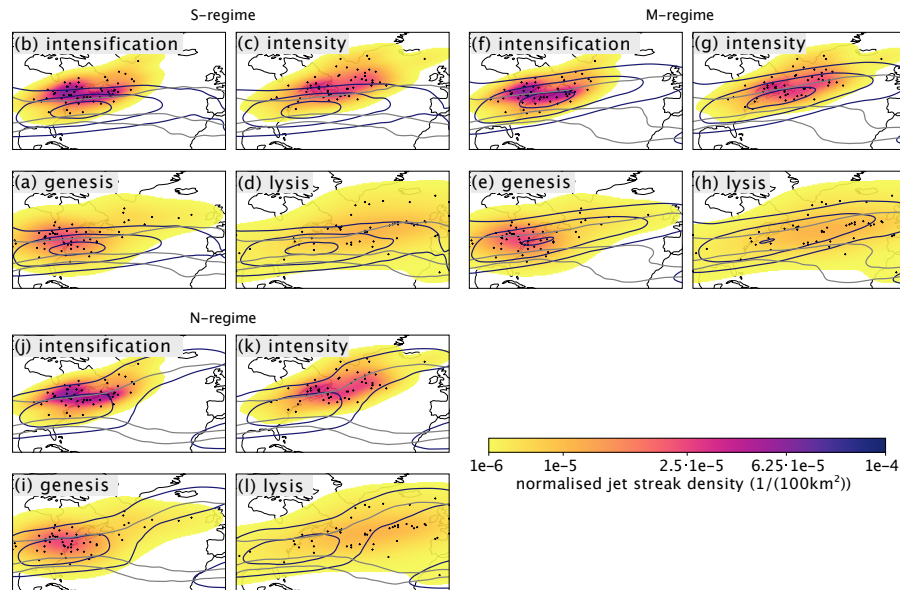 S-regime
M-regime
(b) intensification
(c) intensity
(f) intensification
(g) intensity
(a) genesis
(d) lysis
(e) genesis
(h) lysis
N-regime
(j) intensification
(k) intensity
(i) genesis
(l) lysis
1e-6 1e-5 2.5·1e-5 6.25·1e-5 1e-4
normalised jet streak density (1/(100km²))